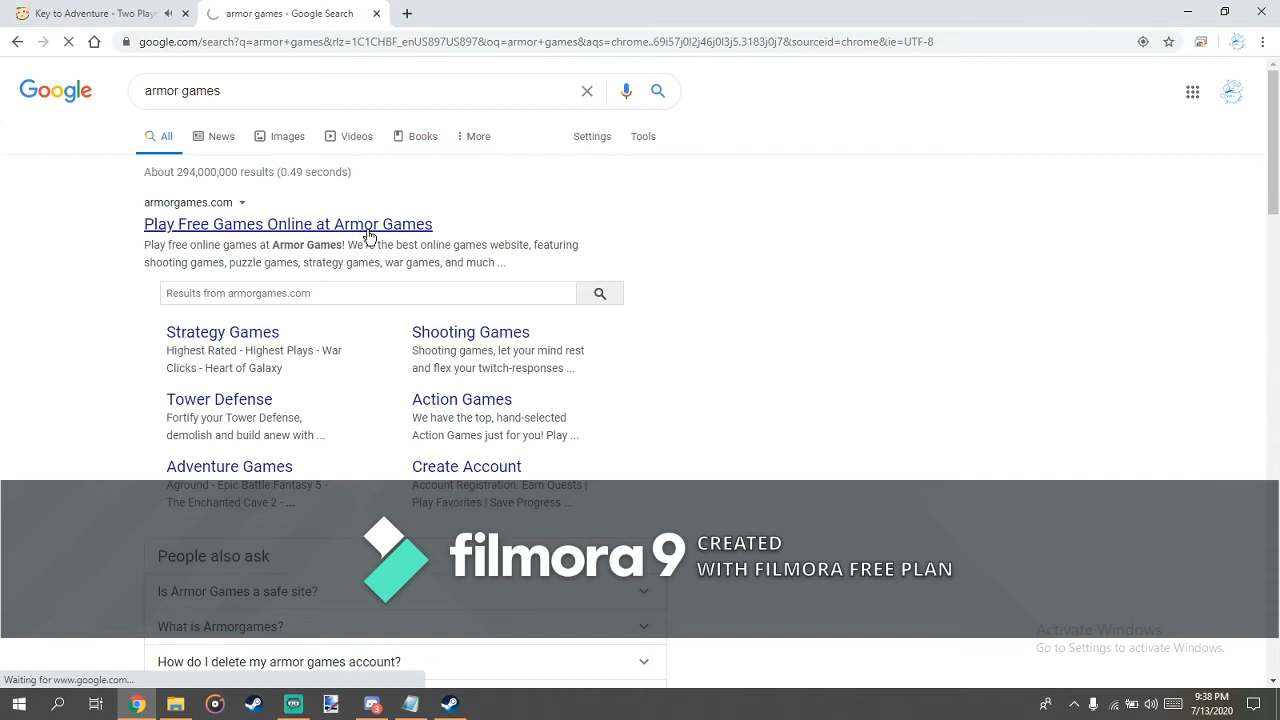 Key to Adventure - Two Play
armor games - Google Search
google.com/search?q=armor+games&rlz=1C1CHBF_enUS897US897&oq=armor+games&aqs=chrome..69i57j0l2j46j0l3j5.3183j0j7&sourceid=chrome&ie=UTF-8
Google
armor games
All
News
Images
Videos
Books
More
Settings
Tools
About 294,000,000 results (0.49 seconds)
armorgames.com
Play Free Games Online at Armor Games
Play free online games at Armor Games! We're the best online games website, featuring
shooting games, puzzle games, strategy games, war games, and much ...
Results from armorgames.com
Strategy Games
Highest Rated - Highest Plays - War
Clicks - Heart of Galaxy
Shooting Games
Shooting games, let your mind rest
and flex your twitch-responses ...
Tower Defense
Fortify your Tower Defense,
demolish and build anew with ...
Action Games
We have the top, hand-selected
Action Games just for you! Play ...
Adventure Games
Aground - Epic Battle Fantasy 5 -
The Enchanted Cave 2 - ...
Create Account
Account Registration. Earn Quests |
Play Favorites | Save Progress ...
filmora9
CREATED
WITH FILMORA FREE PLAN
People also ask
Is Armor Games a safe site?
What is Armorgames?
How do I delete my armor games account?
Activate Windows
Go to Settings to activate Windows.
Waiting for www.google.com...
9:38 PM
7/13/2020